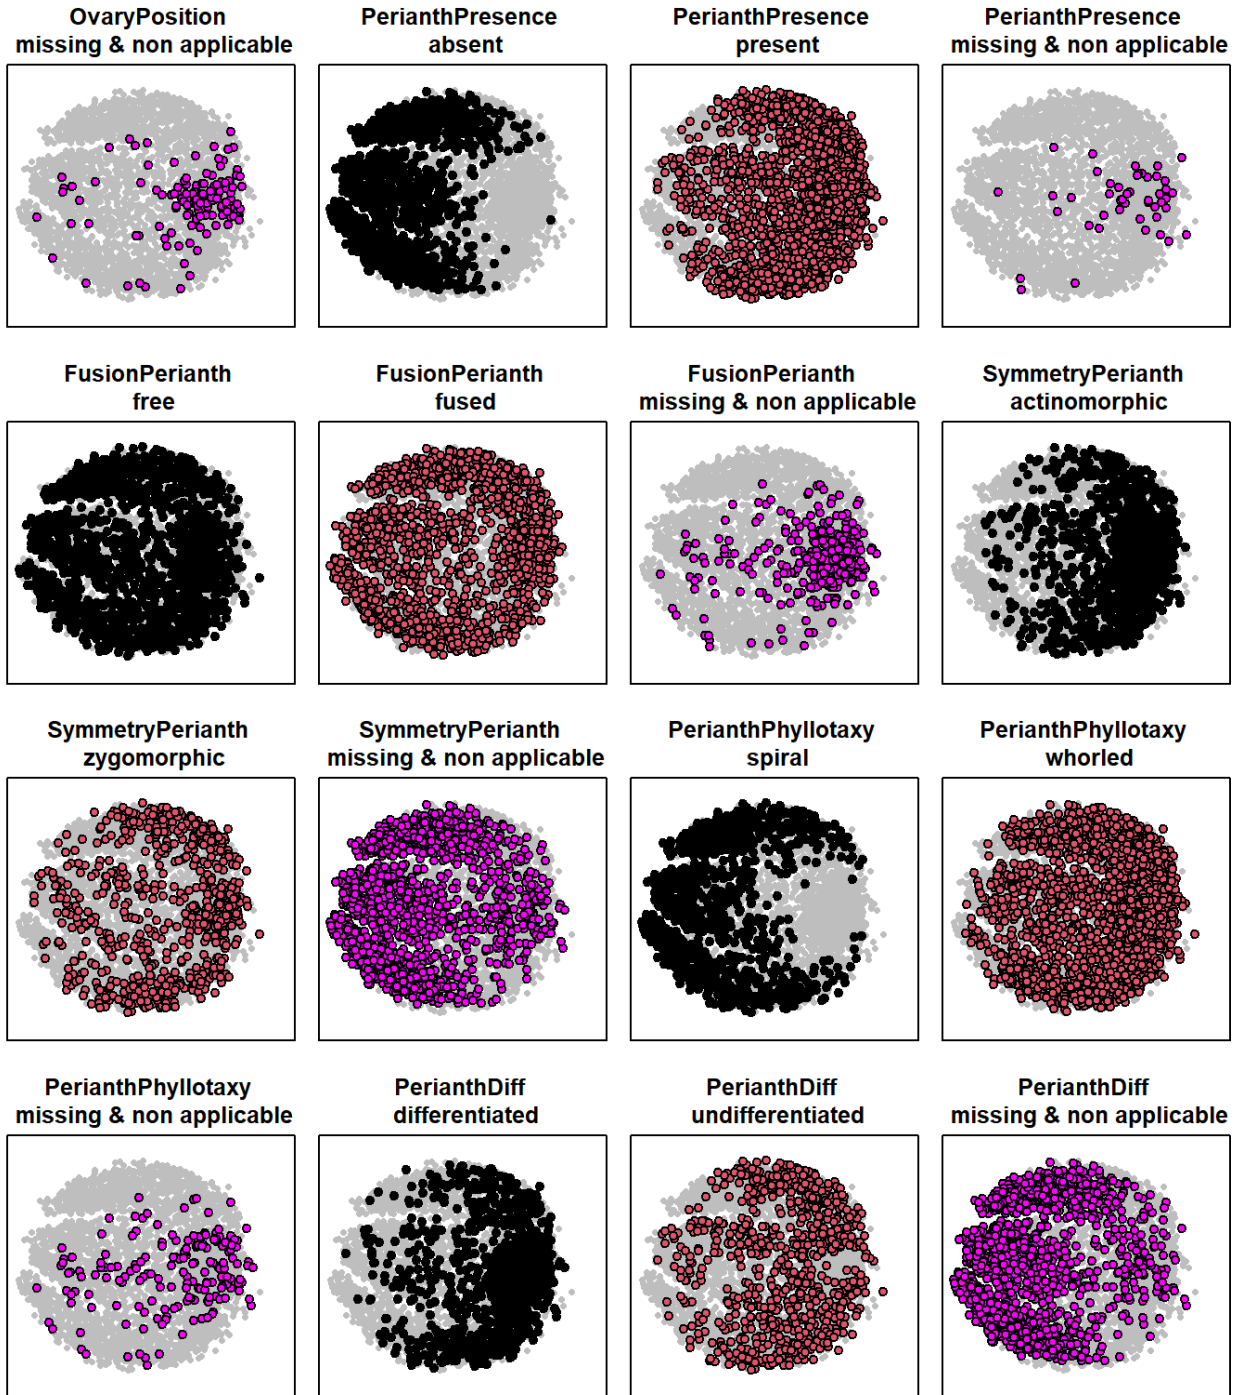 OvaryPosition
missing & non applicable
PerianthPresence
absent
PerianthPresence
present
PerianthPresence
missing & non applicable
FusionPerianth
free
FusionPerianth
fused
FusionPerianth
missing & non applicable
SymmetryPerianth
actinomorphic
SymmetryPerianth
zygomorphic
SymmetryPerianth
missing & non applicable
PerianthPhyllotaxy
spiral
PerianthPhyllotaxy
whorled
PerianthPhyllotaxy
missing & non applicable
PerianthDiff
differentiated
PerianthDiff
undifferentiated
PerianthDiff
missing & non applicable